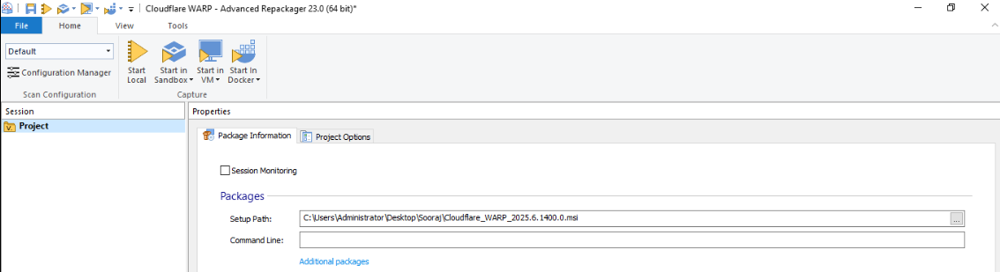 Cloudflare WARP - Advanced Repackager 23.0 (64 bit)*
File Home View Tools
Default
Configuration Manager
Scan Configuration
Start Local
Start in Sandbox
Start in VM
Start In Docker
Capture
Session
Project
Properties
Package Information Project Options
Session Monitoring
Packages
Setup Path: C:\Users\Administrator\Desktop\Sooraj\Cloudflare_WARP_2025.6.1400.0.msi ...
Command Line:
Additional packages